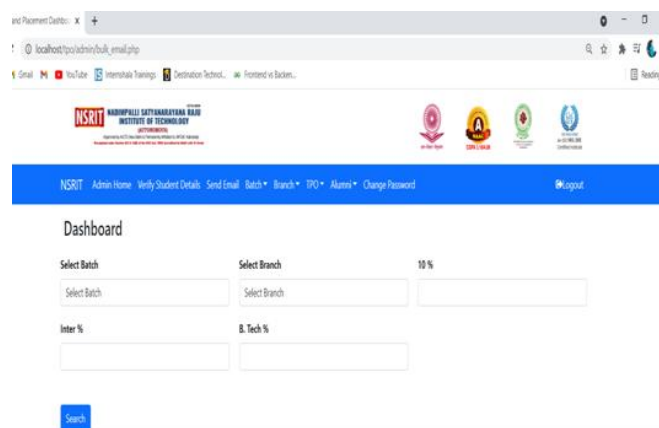 and Placement Dashbo: x +
localhost/tpo/admin/bulk_email.php
Gmail YouTube Internshala Trainings Destination Technol... Frontend vs Backen... Reading
NSRIT NADIMPALLI SATYANARAYANA RAJU
INSTITUTE OF TECHNOLOGY
(AUTONOMOUS)
NSRIT Admin Home Verify Student Details Send Email Batch Branch TPO Alumni Change Password Logout
Dashboard
Select Batch Select Branch 10 %
Select Batch Select Branch
Inter % B. Tech %
Search